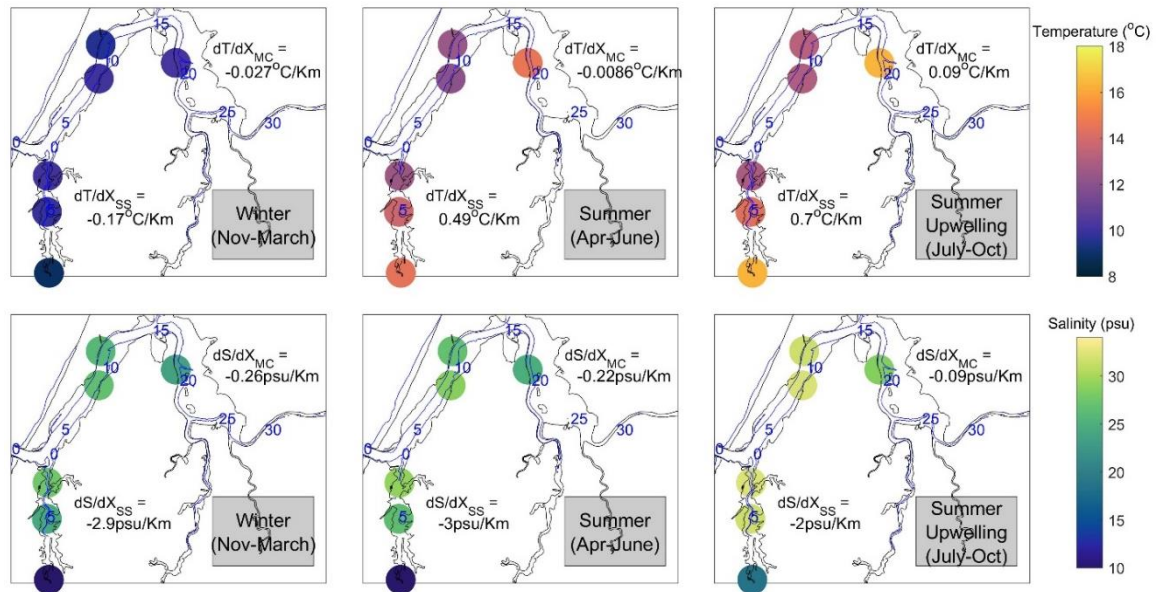 15
dT/dX_MC =
-0.027°C/Km
10
20
25
30
5
0
0
dT/dX_SS =
-0.17°C/Km
5
Winter
(Nov-March)
15
dT/dX_MC =
-0.0086°C/Km
10
20
25
30
5
0
0
dT/dX_SS =
0.49°C/Km
5
Summer
(Apr-June)
15
dT/dX_MC =
0.09°C/Km
10
20
25
30
5
0
0
dT/dX_SS =
0.7°C/Km
5
Summer
Upwelling
(July-Oct)
Temperature (°C)
18
16
14
12
10
8
15
dS/dX_MC =
-0.26psu/Km
10
20
25
30
5
0
0
dS/dX_SS =
-2.9psu/Km
5
Winter
(Nov-March)
15
dS/dX_MC =
-0.22psu/Km
10
20
25
30
5
0
0
dS/dX_SS =
-3psu/Km
5
Summer
(Apr-June)
15
dS/dX_MC =
-0.09psu/Km
10
20
25
30
5
0
0
dS/dX_SS =
-2psu/Km
5
Summer
Upwelling
(July-Oct)
Salinity (psu)
30
25
20
15
10